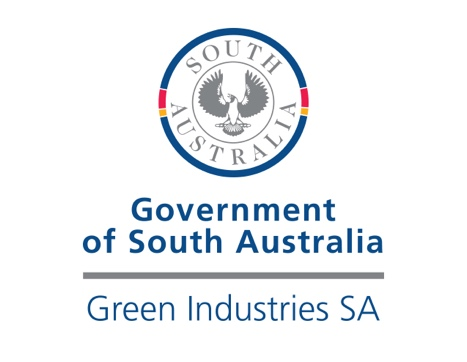 SOUTH
AUSTRALIA
Government
of South Australia
Green Industries SA